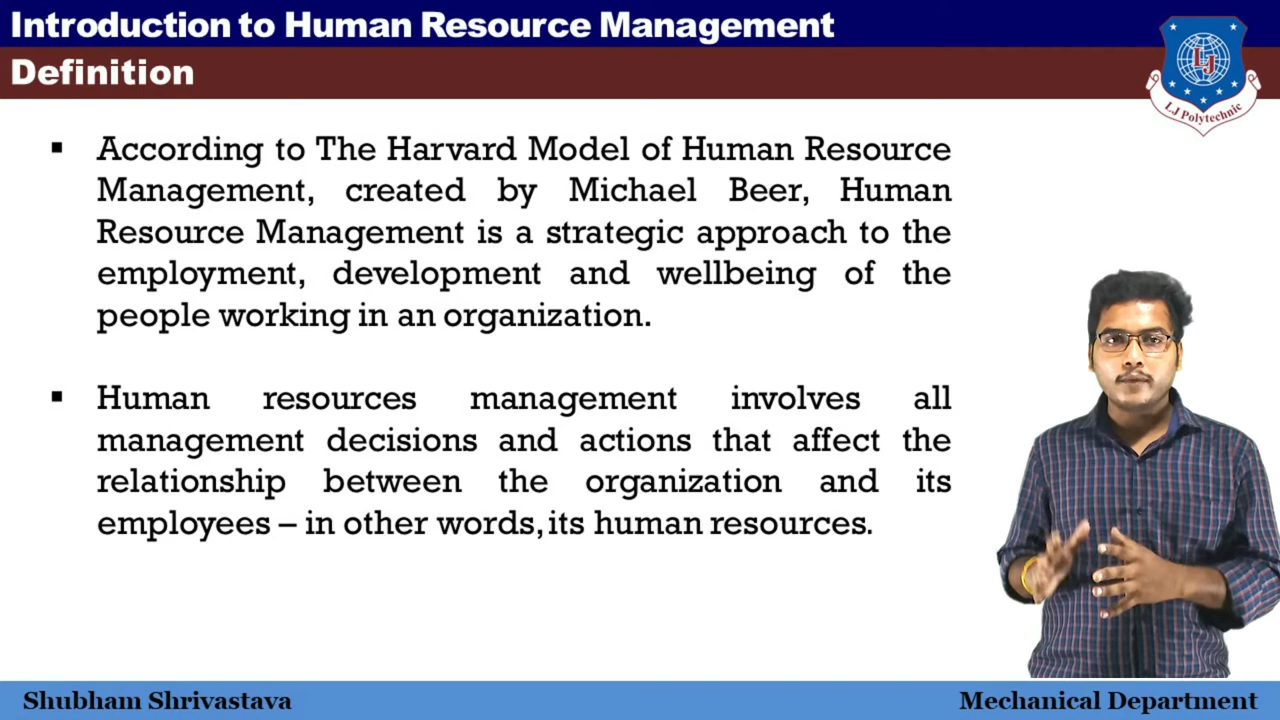 Introduction to Human Resource Management
Definition
LJ
LJ Polytechnic
▪ According to The Harvard Model of Human Resource
Management, created by Michael Beer, Human
Resource Management is a strategic approach to the
employment, development and wellbeing of the
people working in an organization.
▪ Human resources management involves all
management decisions and actions that affect the
relationship between the organization and its
employees – in other words, its human resources.
Shubham Shrivastava
Mechanical Department